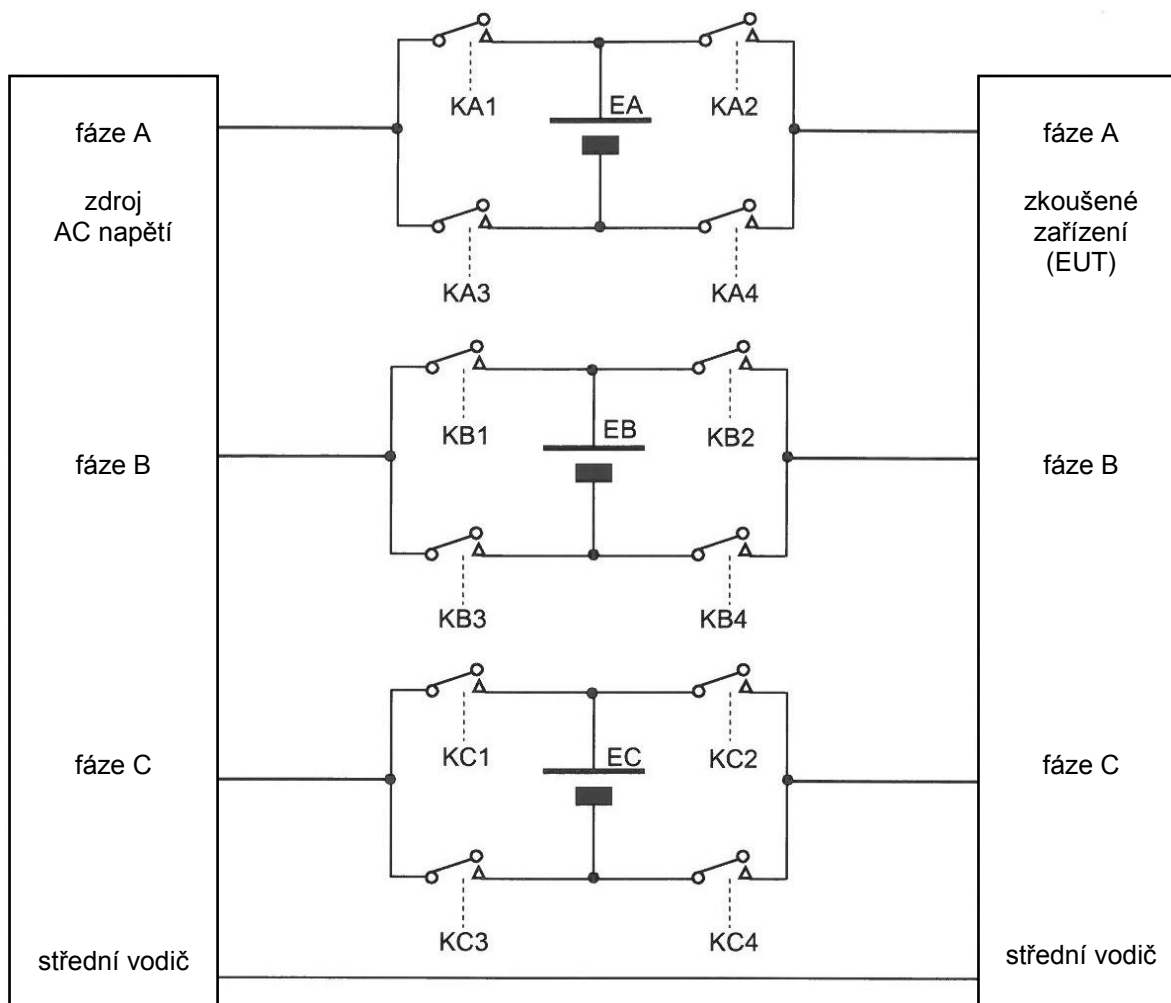 KA1
EA
KA2
fáze A
fáze A
zdroj
AC napětí
zkoušené
zařízení
(EUT)
KA3
KA4
KB1
EB
KB2
fáze B
fáze B
KB3
KB4
KC1
EC
KC2
fáze C
fáze C
KC3
KC4
střední vodič
střední vodič